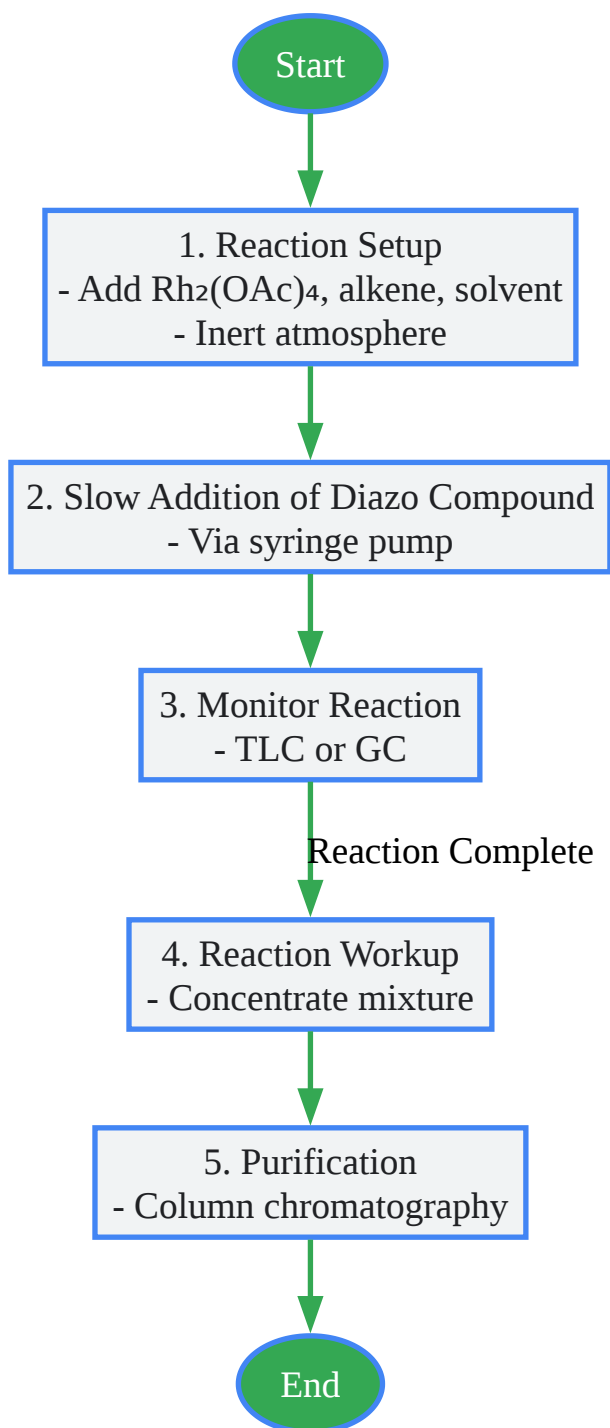 Start
1. Reaction Setup
- Add Rh₂(OAc)₄, alkene, solvent
- Inert atmosphere
2. Slow Addition of Diazo Compound
- Via syringe pump
3. Monitor Reaction
- TLC or GC
Reaction Complete
4. Reaction Workup
- Concentrate mixture
5. Purification
- Column chromatography
End